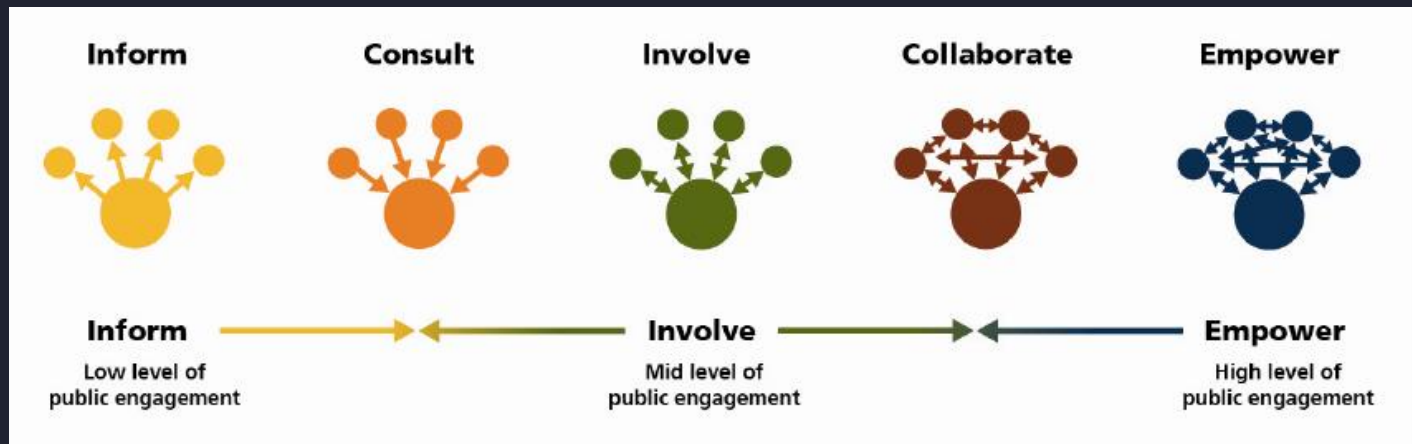 Inform Consult Involve Collaborate Empower
Inform Involve Empower
Low level of Mid level of High level of
public engagement public engagement public engagement